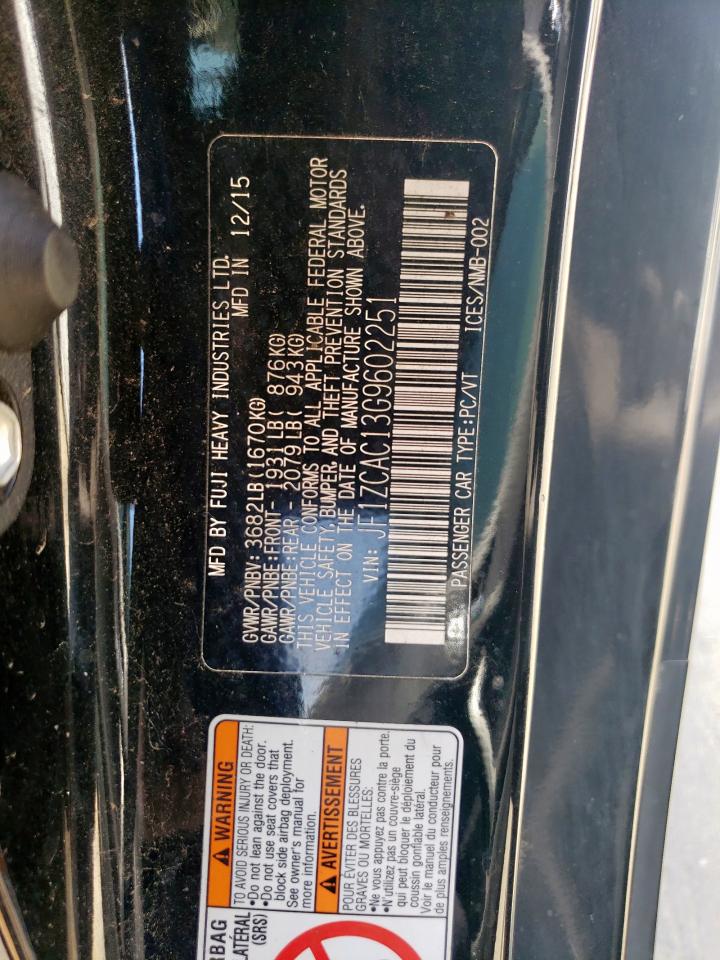 MFD BY FUJI HEAVY INDUSTRIES LTD.
MFD IN 12/15
GVWR/PNBV: 3682LB(1670KG)
GAWR/PNBE:FRONT- 1931LB( 876KG)
GAWR/PNBE:REAR - 2079LB( 943KG)
THIS VEHICLE CONFORMS TO ALL APPLICABLE FEDERAL MOTOR
VEHICLE SAFETY, BUMPER, AND THEFT PREVENTION STANDARDS
IN EFFECT ON THE DATE OF MANUFACTURE SHOWN ABOVE.
VIN: JF1ZCAC13G9602251
PASSENGER CAR TYPE:PC/VT ICES/NMB-002
RBAG
LATÉRAL
(SRS)
WARNING
TO AVOID SERIOUS INJURY OR DEATH:
•Do not lean against the door.
•Do not use seat covers that
block side airbag deployment.
See owner's manual for
more information.
AVERTISSEMENT
POUR ÉVITER DES BLESSURES
GRAVES OU MORTELLES:
•Ne vous appuyez pas contre la porte.
•N'utilisez pas un couvre-siège
qui peut bloquer le déploiement du
coussin gonflable latéral.
Voir le manuel du conducteur pour
de plus amples renseignements.